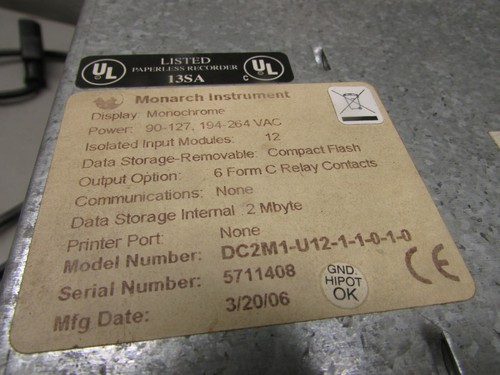 UL LISTED C UL
PAPERLESS RECORDER
13SA
Monarch Instrument
Display: Monochrome
Power: 90-127, 194-264 VAC
Isolated Input Modules: 12
Data Storage-Removable: Compact Flash
Output Option: 6 Form C Relay Contacts
Communications: None
Data Storage Internal 2 Mbyte
Printer Port: None
Model Number: DC2M1-U12-1-1-0-1-0
Serial Number: 5711408
Mfg Date: 3/20/06
GND.
HIPOT
OK
CE